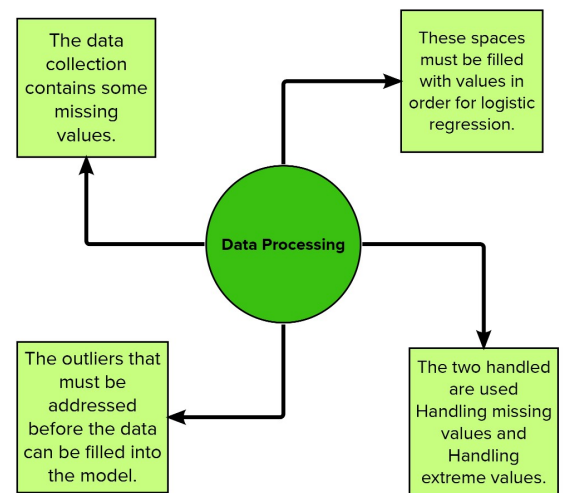 The data
collection
contains some
missing
values.
These spaces
must be filled
with values in
order for logistic
regression.
Data Processing
The outliers that
must be
addressed
before the data
can be filled into
the model.
The two handled
are used
Handling missing
values and
Handling
extreme values.